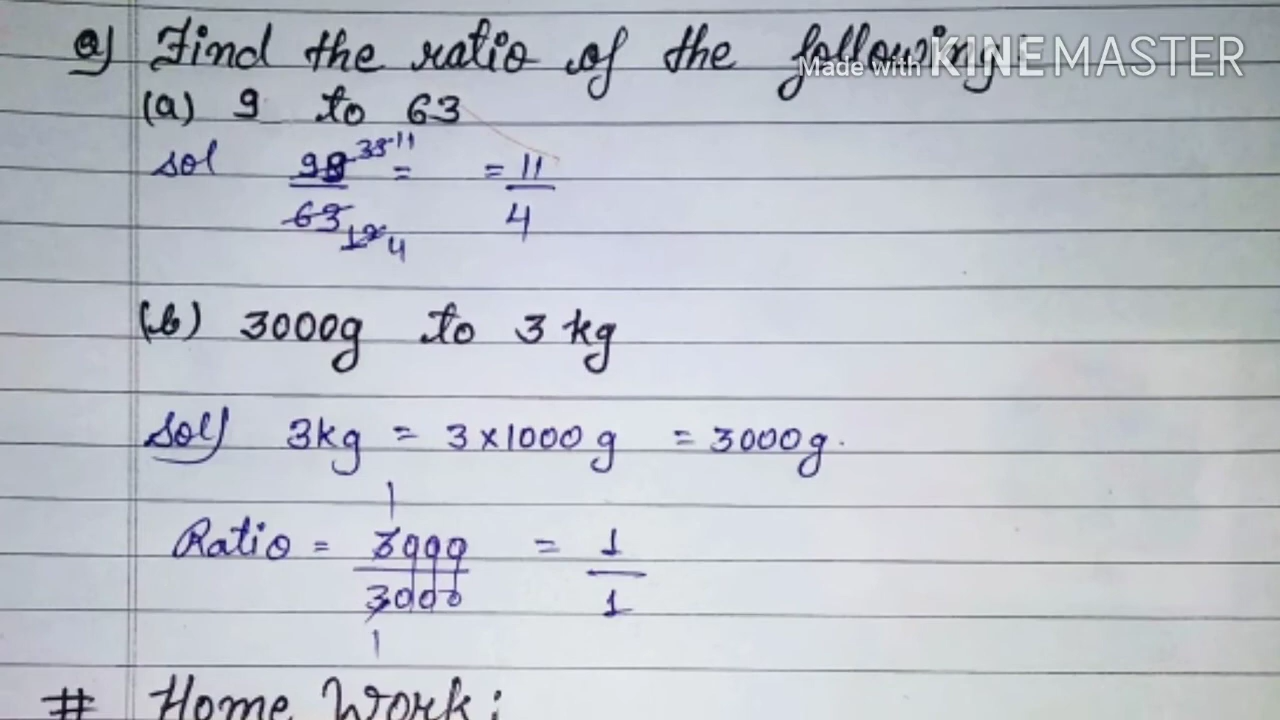 Q) Find the ratio of the following:
Made with KINEMASTER
(a) 9 to 63
sol 99 33 11 = = 11
63 12 4 4
(b) 3000g to 3 kg
Sol) 3kg = 3×1000 g = 3000g.
1
Ratio = 3000 = 1
3000 1
1
# Home Work: